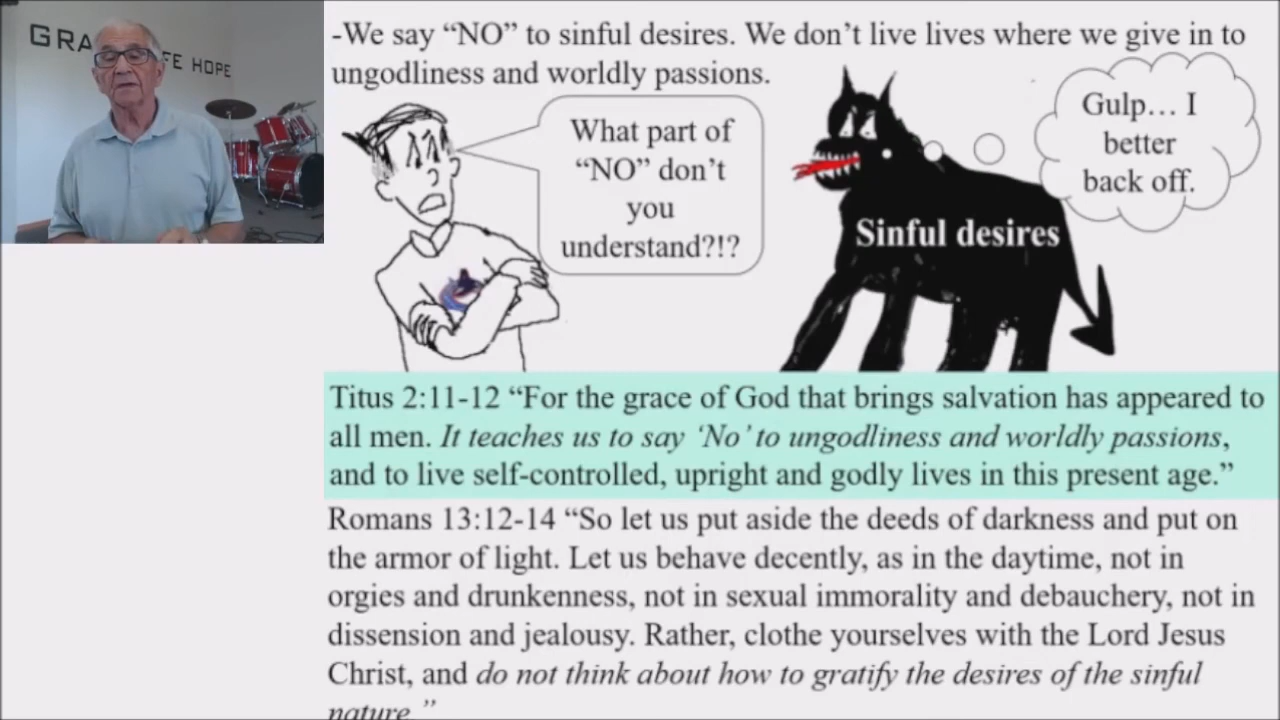 GRA FE HOPE
-We say “NO” to sinful desires. We don’t live lives where we give in to
ungodliness and worldly passions.
What part of
“NO” don’t
you
understand?!?
Gulp… I
better
back off.
Sinful desires
Titus 2:11-12 “For the grace of God that brings salvation has appeared to
all men. It teaches us to say ‘No’ to ungodliness and worldly passions,
and to live self-controlled, upright and godly lives in this present age.”
Romans 13:12-14 “So let us put aside the deeds of darkness and put on
the armor of light. Let us behave decently, as in the daytime, not in
orgies and drunkenness, not in sexual immorality and debauchery, not in
dissension and jealousy. Rather, clothe yourselves with the Lord Jesus
Christ, and do not think about how to gratify the desires of the sinful
nature.”